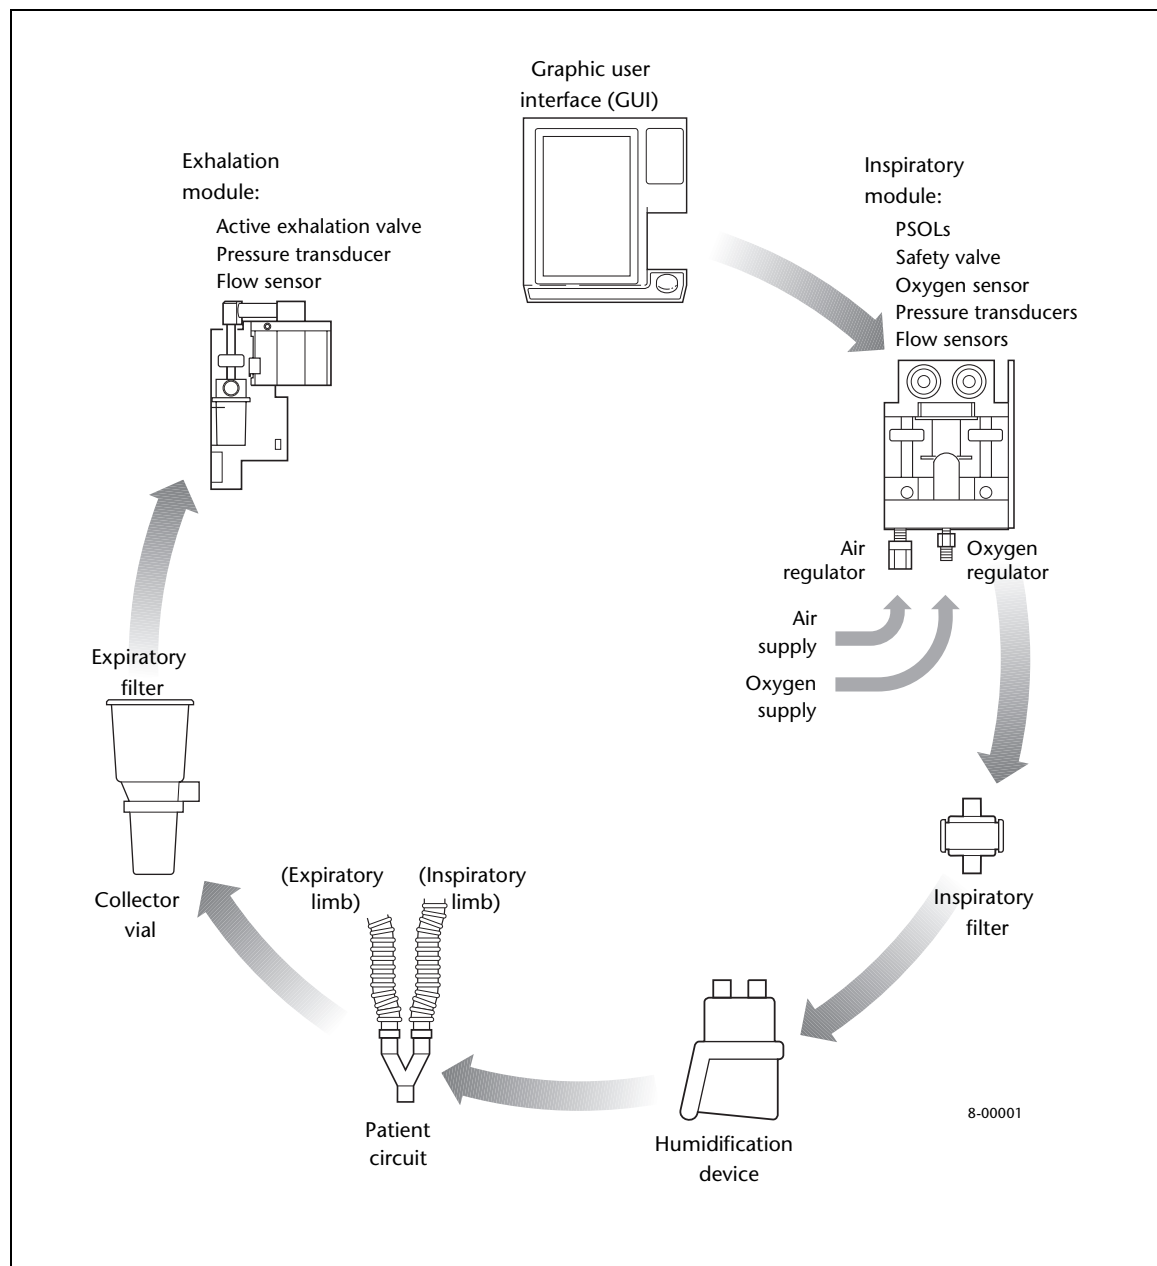 Graphic user
interface (GUI)
Exhalation
module:
Active exhalation valve
Pressure transducer
Flow sensor
Inspiratory
module:
PSOLs
Safety valve
Oxygen sensor
Pressure transducers
Flow sensors
Air
regulator
Oxygen
regulator
Air
supply
Oxygen
supply
Expiratory
filter
Collector
vial
(Expiratory
limb)
(Inspiratory
limb)
Inspiratory
filter
Patient
circuit
Humidification
device
8-00001